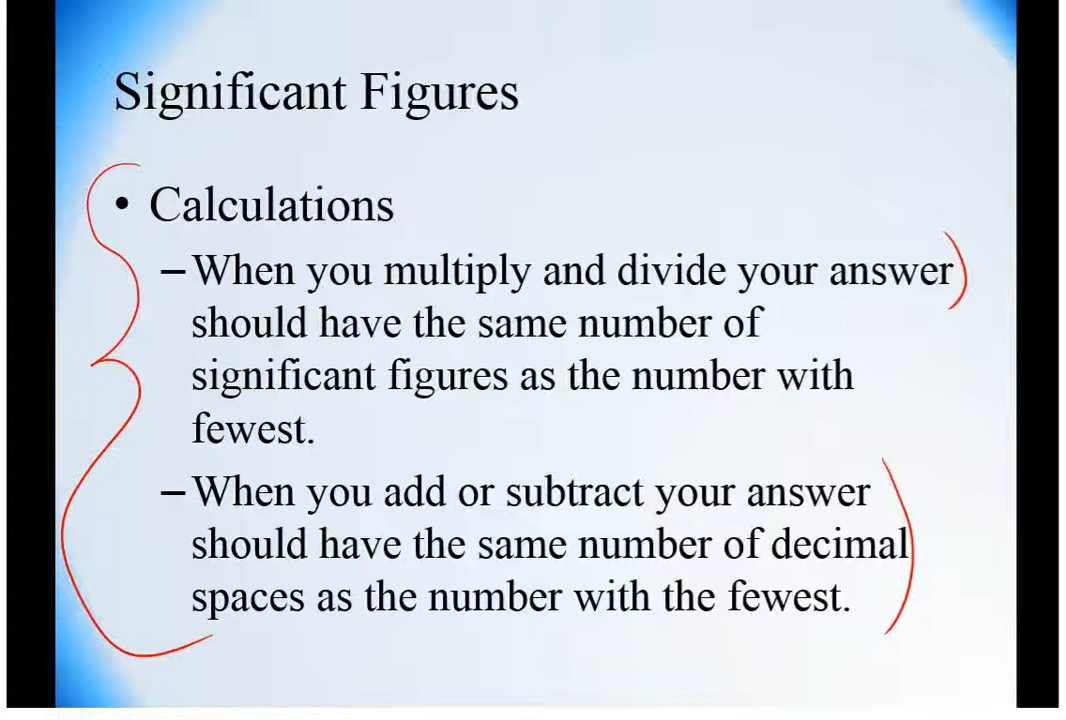 Significant Figures
• Calculations
–When you multiply and divide your answer
should have the same number of
significant figures as the number with
fewest.
–When you add or subtract your answer
should have the same number of decimal
spaces as the number with the fewest.